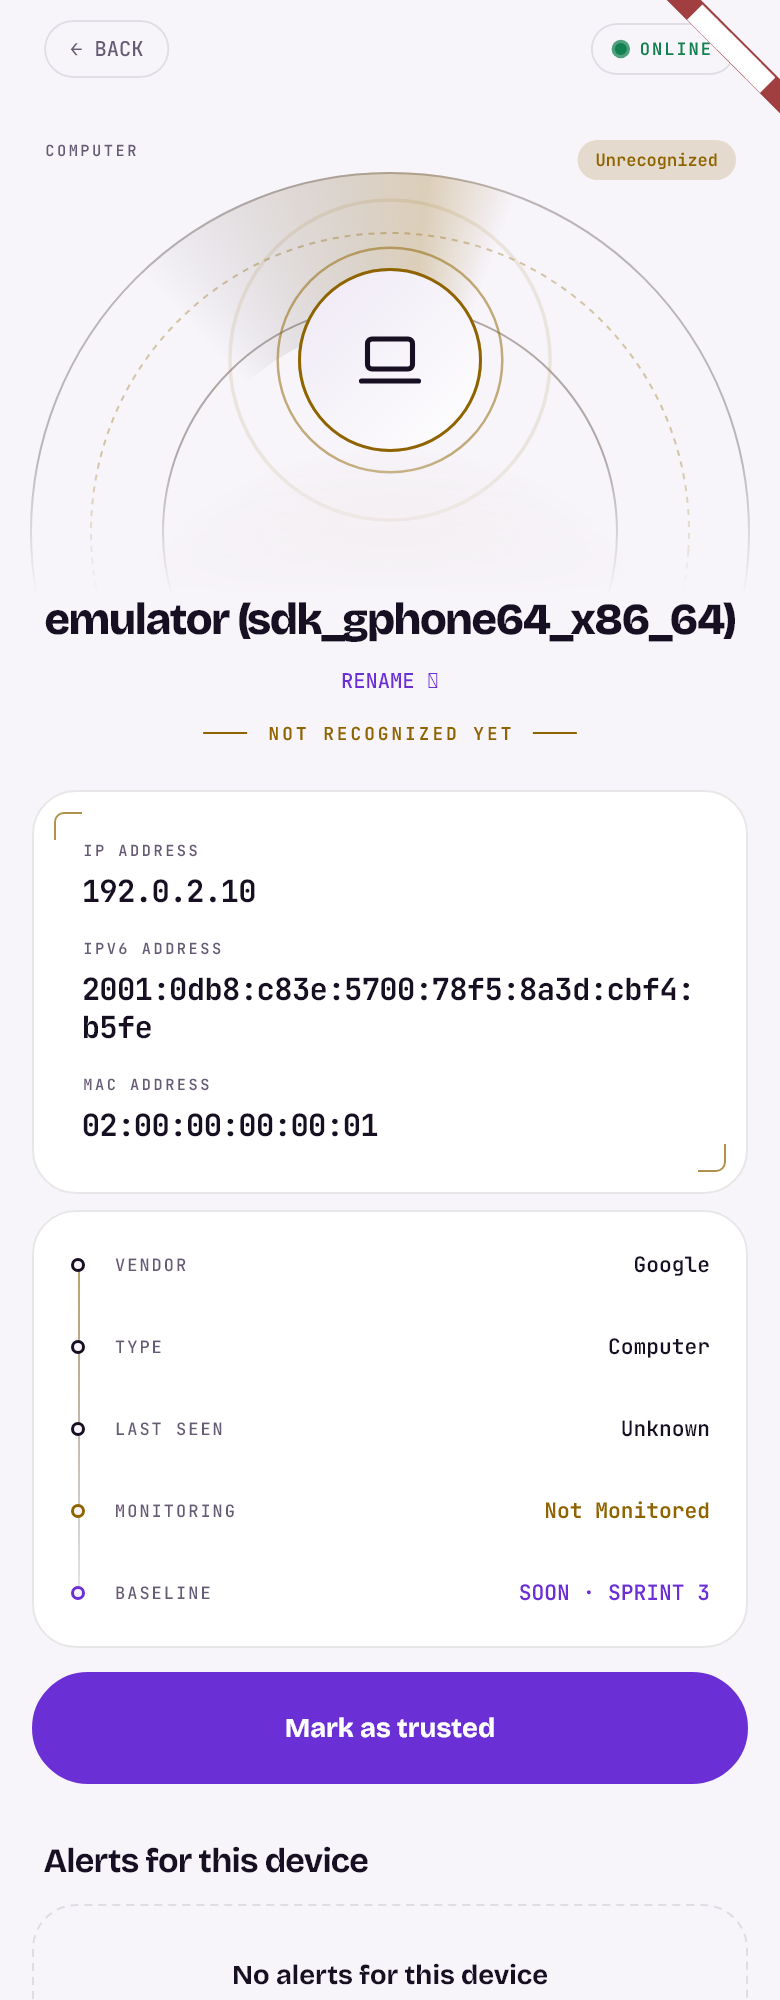 ← BACK
ONLINE
COMPUTER
Unrecognized
emulator (sdk_gphone64_x86_64)
RENAME
NOT RECOGNIZED YET
IP ADDRESS
192.0.2.10
IPV6 ADDRESS
2001:0db8:c83e:5700:78f5:8a3d:cbf4:
b5fe
MAC ADDRESS
02:00:00:00:00:01
VENDOR Google
TYPE Computer
LAST SEEN Unknown
MONITORING Not Monitored
BASELINE SOON · SPRINT 3
Mark as trusted
Alerts for this device
No alerts for this device